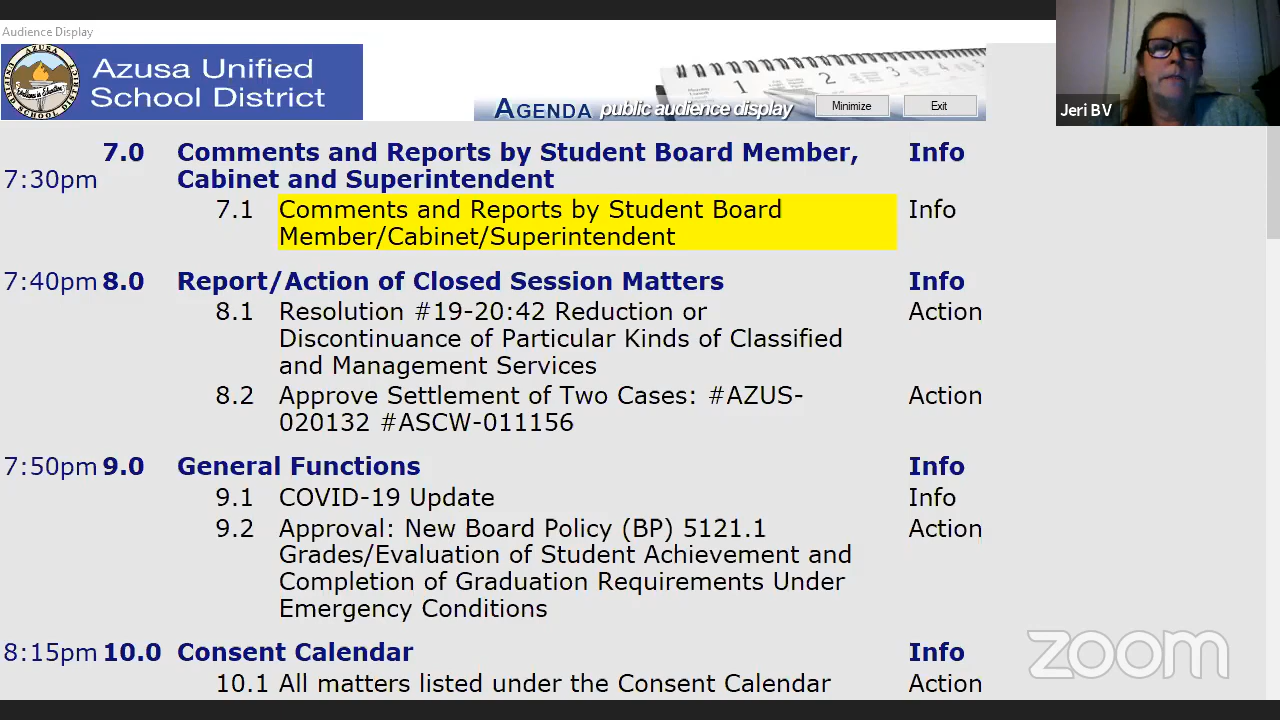 Audience Display
Azusa Unified
School District
AGENDA public audience display
Minimize
Exit
Jeri BV
7.0 Comments and Reports by Student Board Member, Info
7:30pm Cabinet and Superintendent
7.1 Comments and Reports by Student Board Info
Member/Cabinet/Superintendent
7:40pm 8.0 Report/Action of Closed Session Matters Info
8.1 Resolution #19-20:42 Reduction or Action
Discontinuance of Particular Kinds of Classified
and Management Services
8.2 Approve Settlement of Two Cases: #AZUS- Action
020132 #ASCW-011156
7:50pm 9.0 General Functions Info
9.1 COVID-19 Update Info
9.2 Approval: New Board Policy (BP) 5121.1 Action
Grades/Evaluation of Student Achievement and
Completion of Graduation Requirements Under
Emergency Conditions
8:15pm 10.0 Consent Calendar Info
10.1 All matters listed under the Consent Calendar Action
zoom